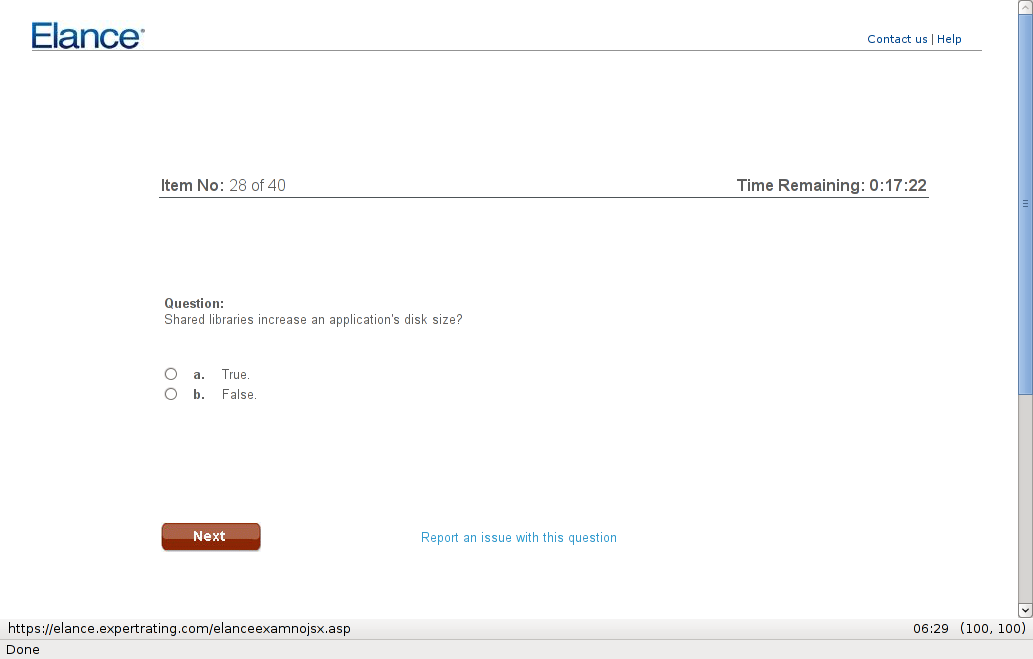 Elance®
Contact us | Help
Item No: 28 of 40
Time Remaining: 0:17:22
Question:
Shared libraries increase an application's disk size?
a. True.
b. False.
Next
Report an issue with this question
https://elance.expertrating.com/elanceexamnojsx.asp
06:29 (100, 100)
Done